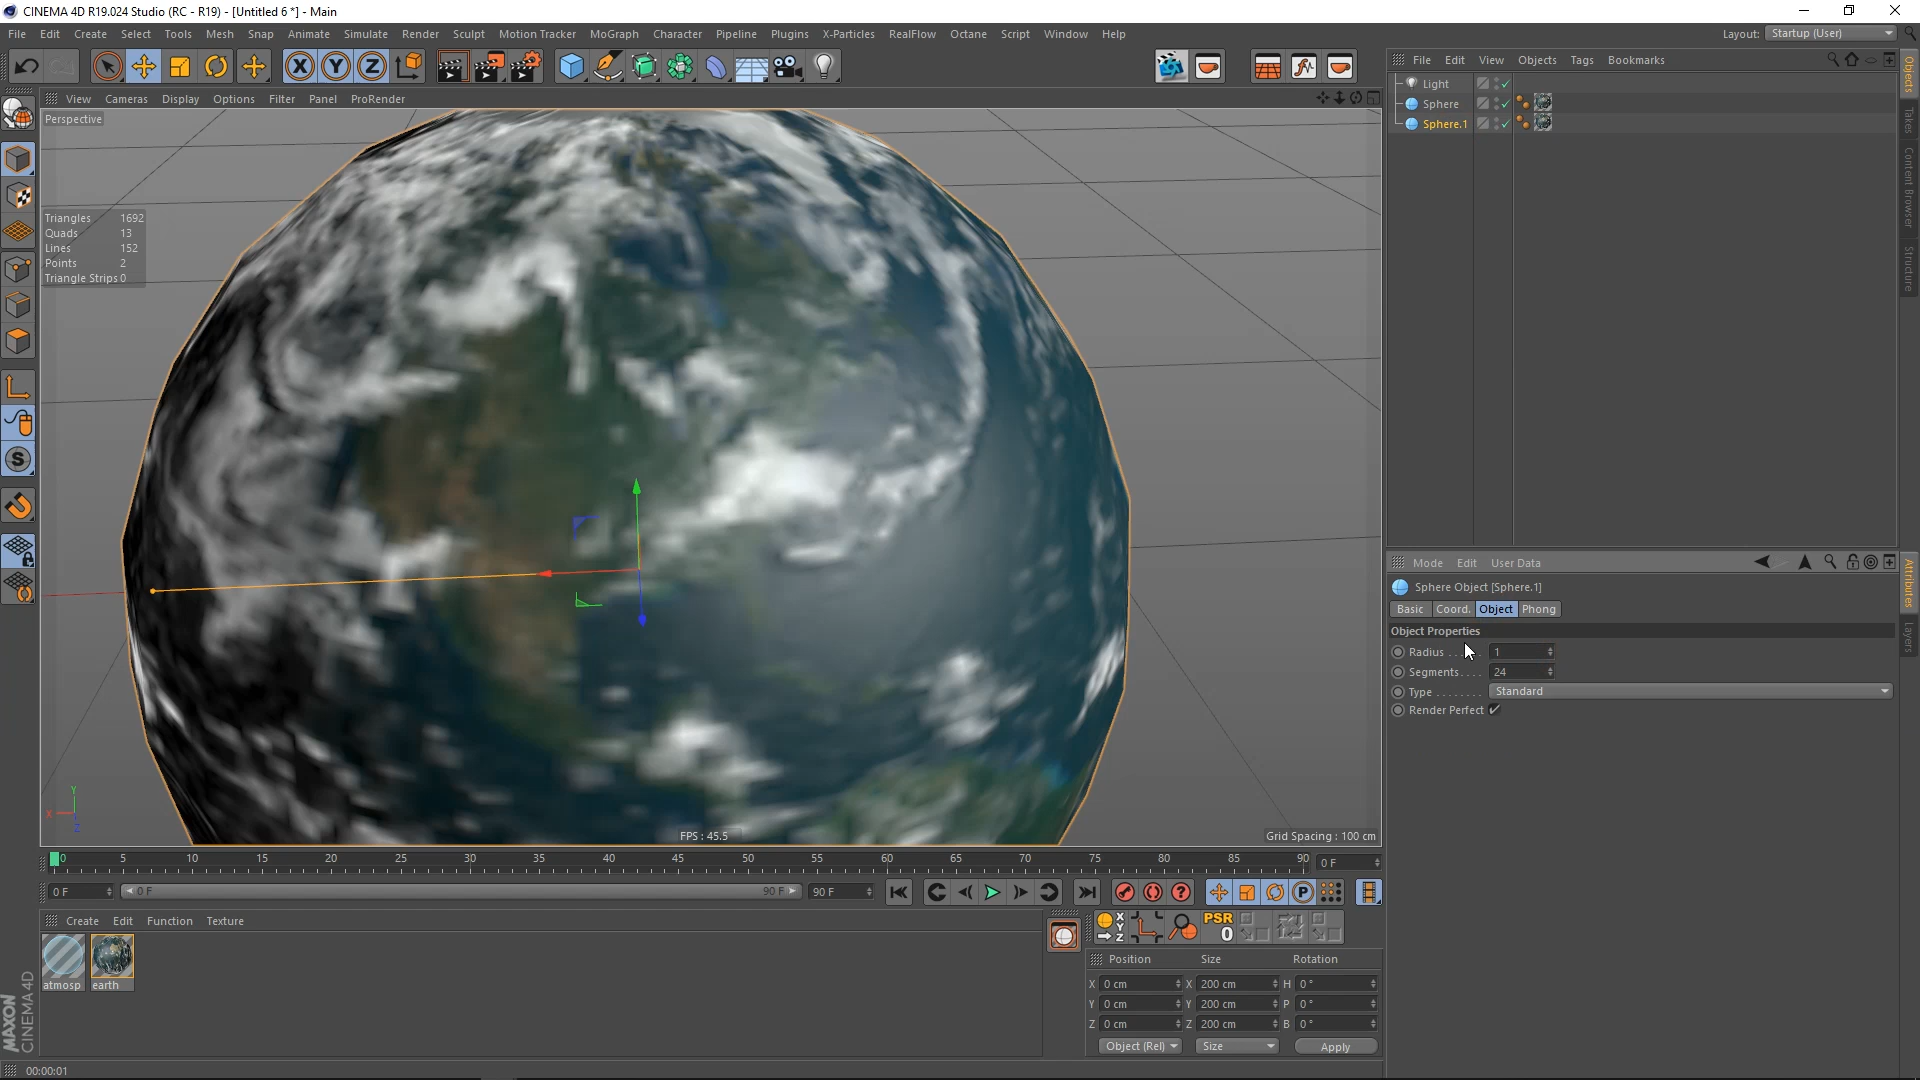 CINEMA 4D R19.024 Studio (RC - R19) - [Untitled 6 *] - Main
File Edit Create Select Tools Mesh Snap Animate Simulate Render Sculpt Motion Tracker MoGraph Character Pipeline Plugins X-Particles RealFlow Octane Script Window Help
Layout: Startup (User)
X Y Z
File Edit View Objects Tags Bookmarks
View Cameras Display Options Filter Panel ProRender
Perspective
Light
Sphere
Sphere.1
Objects
Takes
Content Browser
Structure
Triangles 1692
Quads 13
Lines 152
Points 2
Triangle Strips 0
Mode Edit User Data
Sphere Object [Sphere.1]
Basic Coord. Object Phong
Object Properties
Radius . . . . . 1
Segments. . . . 24
Type . . . . . . . . Standard
Render Perfect
Attributes
Layers
Y
X
Z
FPS : 45.5
Grid Spacing : 100 cm
0 5 10 15 20 25 30 35 40 45 50 55 60 65 70 75 80 85 90 0 F
0 F 0 F 90 F 90 F
P
Create Edit Function Texture
X Y Z PSR 0
atmosp earth
Position Size Rotation
X 0 cm X 200 cm H 0 °
Y 0 cm Y 200 cm P 0 °
Z 0 cm Z 200 cm B 0 °
Object (Rel) Size Apply
MAXON
CINEMA 4D
00:00:01